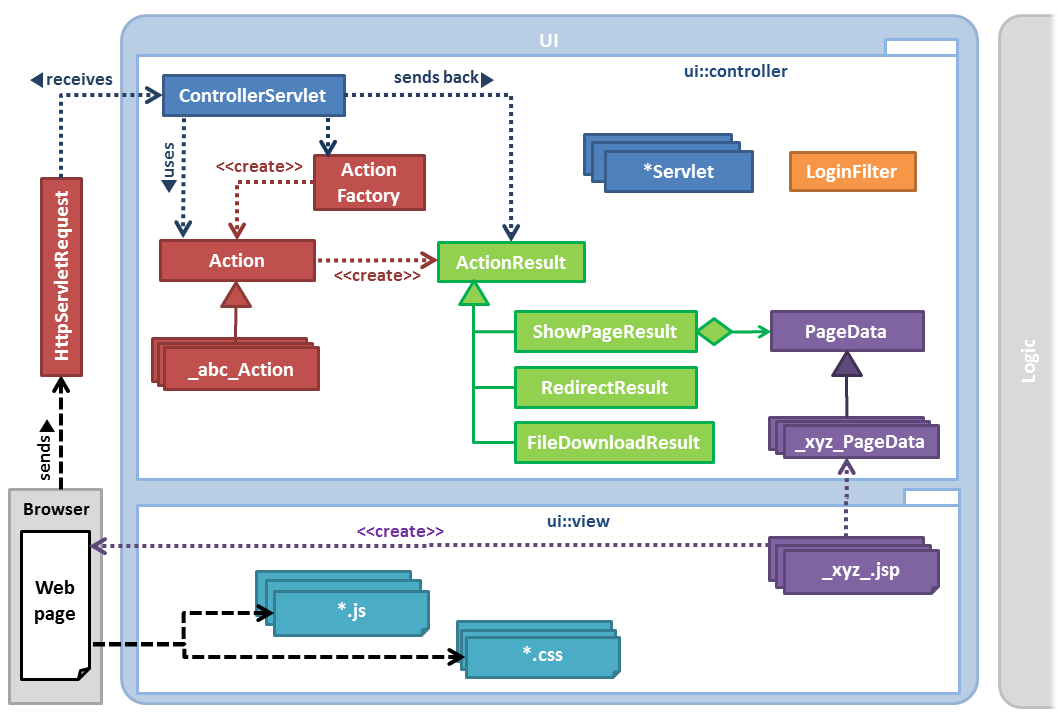 UI
ui::controller
receives
ControllerServlet
sends back
uses
<<create>>
Action
Factory
*Servlet
LoginFilter
HttpServletRequest
Action
<<create>>
ActionResult
ShowPageResult
PageData
_abc_Action
RedirectResult
FileDownloadResult
_xyz_PageData
Logic
sends
Browser
Web
page
ui::view
<<create>>
_xyz_.jsp
*.js
*.css